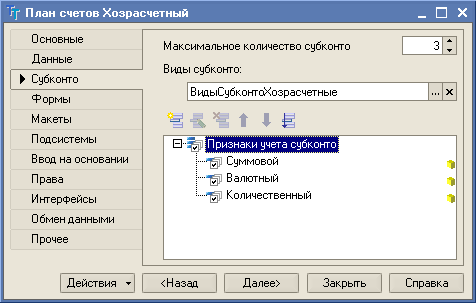 План счетов Хозрасчетный
Основные
Данные
Субконто
Формы
Макеты
Подсистемы
Ввод на основании
Права
Интерфейсы
Обмен данными
Прочее
Максимальное количество субконто
3
Виды субконто:
ВидыСубконтоХозрасчетные
...
Признаки учета субконто
Суммовой
Валютный
Количественный
Действия
<Назад
Далее>
Закрыть
Справка